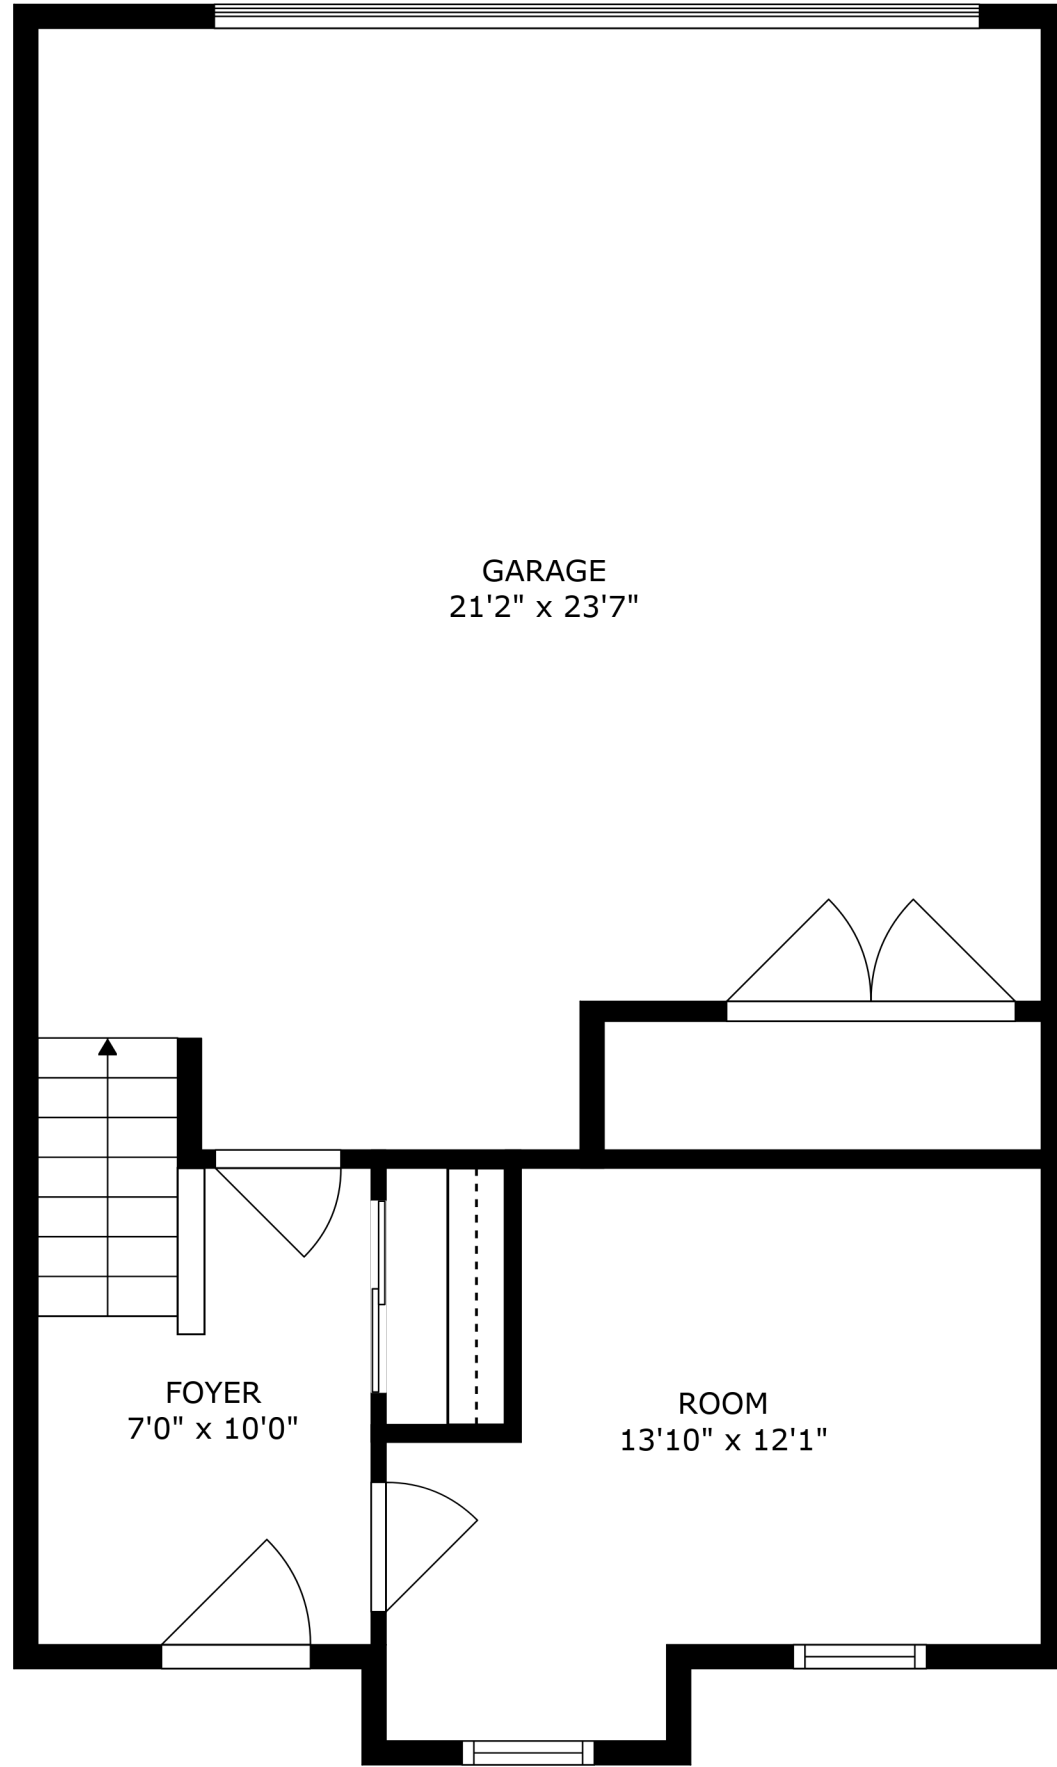 GARAGE
21'2" x 23'7"
FOYER
7'0" x 10'0"
ROOM
13'10" x 12'1"